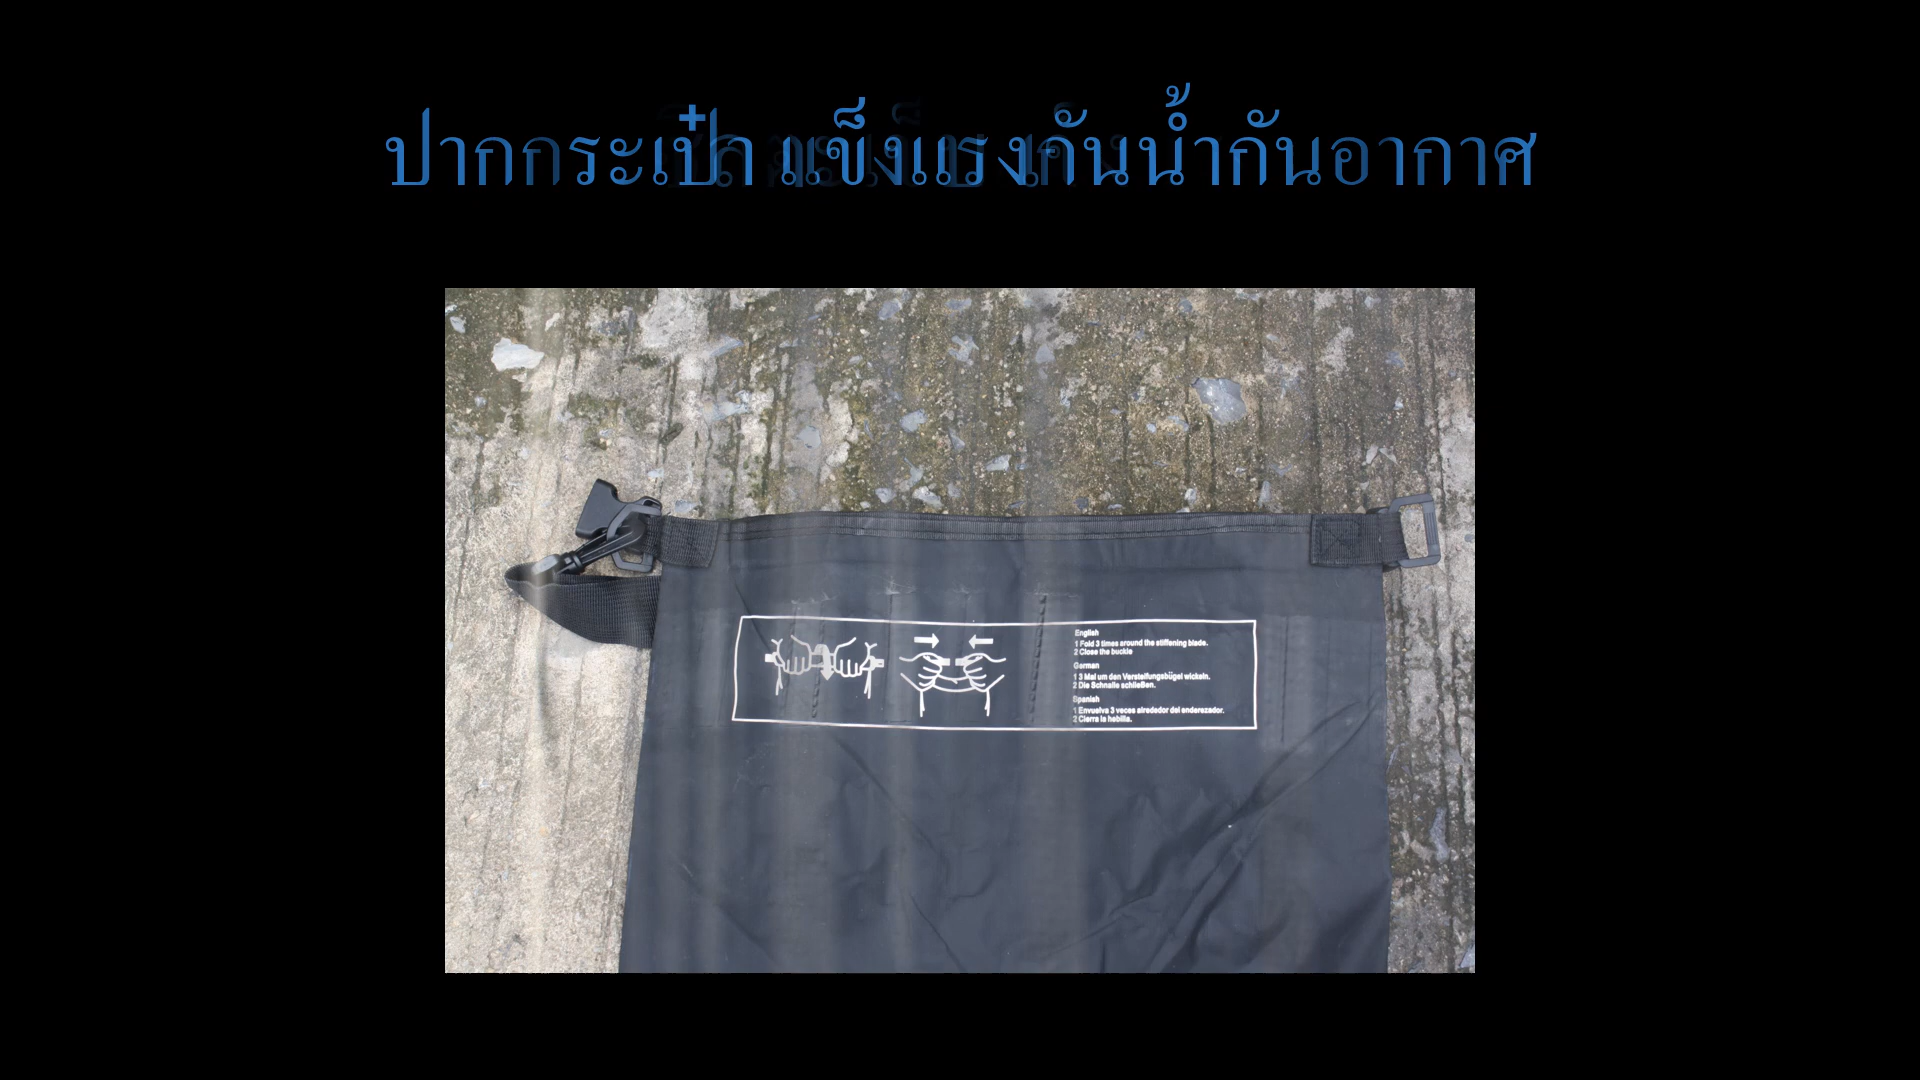 ปากกระเป๋า แข็งแรงกันน้ำกันอากาศ
English
1 Fold 3 times around the stiffening blade.
2 Close the buckle
German
1 3 Mal um den Versteifungsbügel wickeln.
2 Die Schnalle schließen.
Spanish
1 Envuelva 3 veces alrededor del enderezador.
2 Cierra la hebilla.